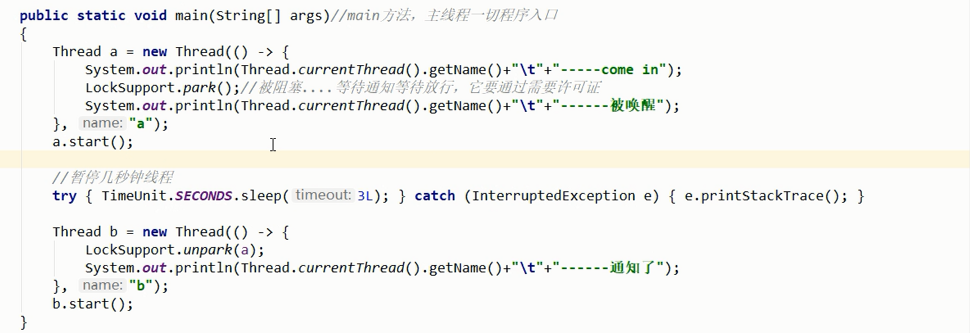 public static void main(String[] args)//main方法，主线程一切程序入口
{
    Thread a = new Thread(() -> {
        System.out.println(Thread.currentThread().getName()+"\t"+"-----come in");
        LockSupport.park();//被阻塞....等待通知等待放行，它要通过需要许可证
        System.out.println(Thread.currentThread().getName()+"\t"+"------被唤醒");
    }, name: "a");
    a.start();
    //暂停几秒钟线程
    try { TimeUnit.SECONDS.sleep( timeout: 3L); } catch (InterruptedException e) { e.printStackTrace(); }
    Thread b = new Thread(() -> {
        LockSupport.unpark(a);
        System.out.println(Thread.currentThread().getName()+"\t"+"------通知了");
    }, name: "b");
    b.start();
}